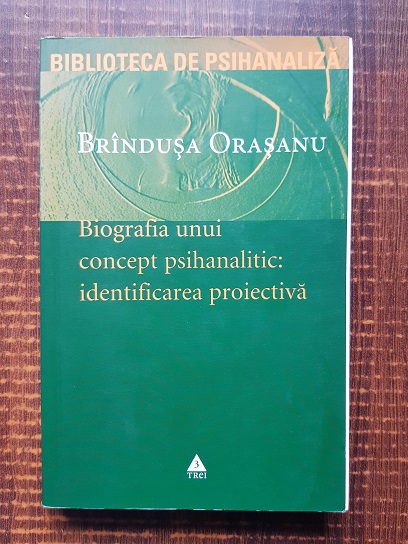 BIBLIOTECA DE PSIHANALIZĂ
BRÎNDUŞA ORAŞANU
Biografia unui
concept psihanalitic:
identificarea proiectivă
3
TREI